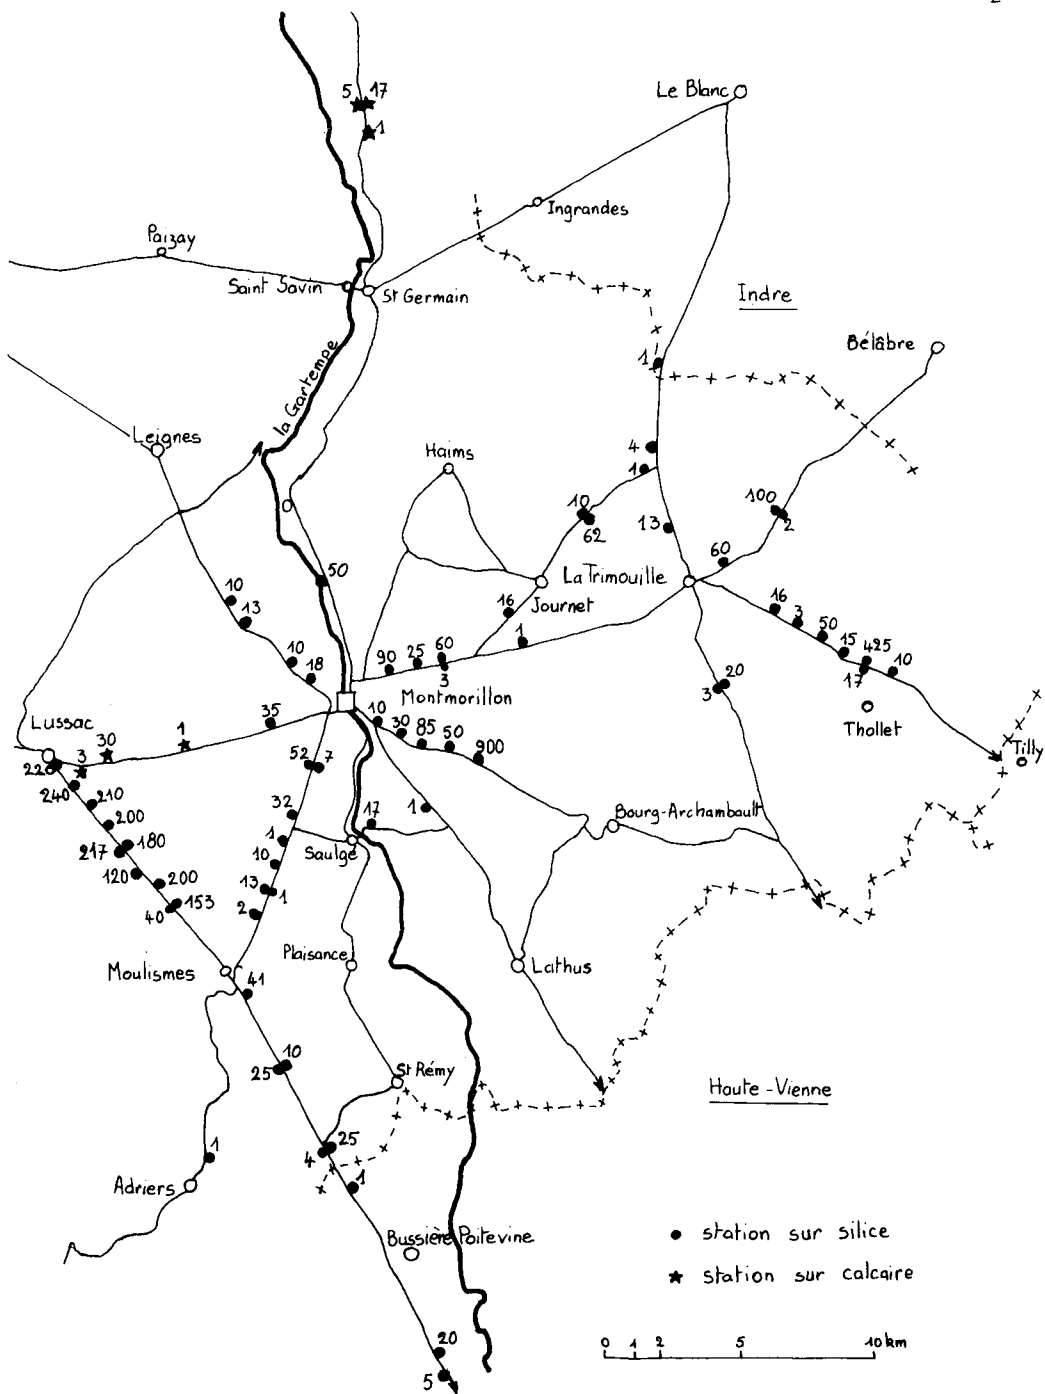 2
5 17
1
Le Blanc
Ingrandes
Paizay
Saint Savin
St Germain
Indre
Bélâbre
1
la Gartempe
Leignes
Haims
4
1
10
62
13
100
2
60
50
La Trimouille
Journet
16
1
16
3
50
15
425
17
10
10
13
10
18
90
25
60
3
20
3
Montmorillon
Thollet
Tilly
Lussac
30
1
35
3
10
30
85
50
900
220
240
210
200
180
217
120
200
153
40
52
7
32
1
10
13
1
2
17
1
Saulgé
Bourg-Archambault
Moulismes
Plaisance
Lathus
41
10
25
St Rémy
Haute-Vienne
25
4
1
1
Adriers
Bussière Poitevine
station sur silice
station sur calcaire
20
5
0 1 2 5 10 km